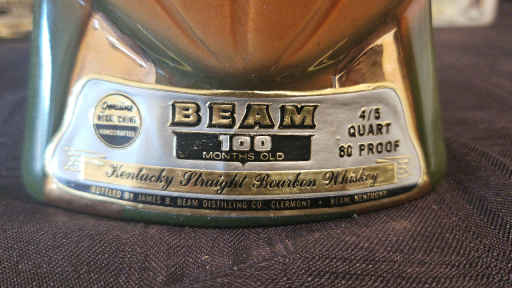 Genuine
REGAL CHINA
HANDCRAFTED
BEAM
100
MONTHS OLD
4/5
QUART
80 PROOF
Kentucky Straight Bourbon Whiskey
BOTTLED BY JAMES B. BEAM DISTILLING CO. CLERMONT • BEAM, KENTUCKY